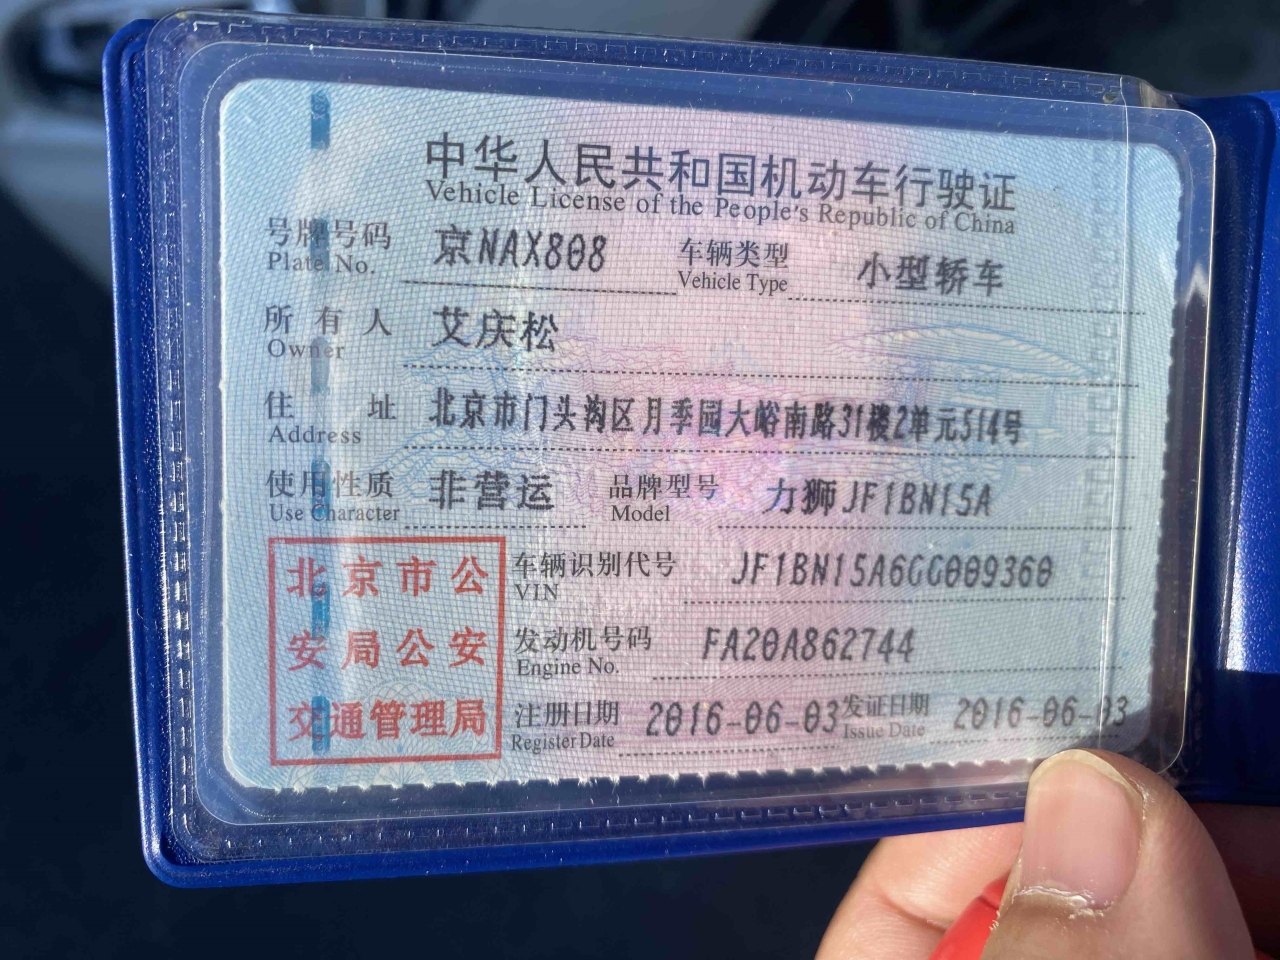 中华人民共和国机动车行驶证
Vehicle License of the People's Republic of China
号牌号码 京NAX808 车辆类型 小型轿车
Plate No. Vehicle Type
所有人 艾庆松
Owner
住址 北京市门头沟区月季园大峪南路31楼2单元514号
Address
使用性质 非营运 品牌型号 力狮JF1BN15A
Use Character Model
北京市公 车辆识别代号 JF1BN15A6GG009360
VIN
安局公安 发动机号码 FA20A862744
Engine No.
交通管理局 注册日期 2016-06-03 发证日期 2016-06-03
Register Date Issue Date